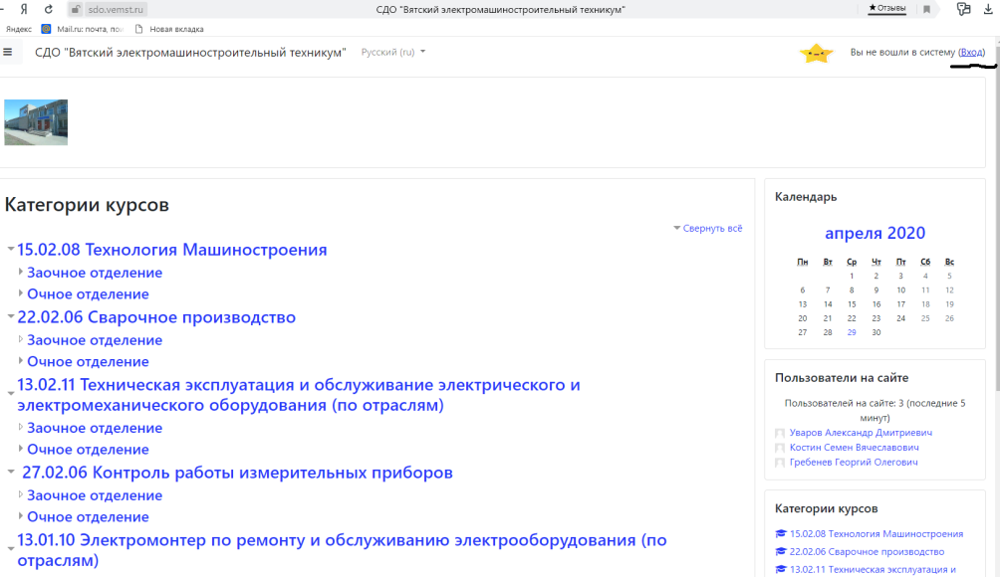 Я
sdo.vemst.ru
СДО "Вятский электромашиностроительный техникум"
★ Отзывы
Яндекс
Mail.ru: почта, пои
Новая вкладка
СДО "Вятский электромашиностроительный техникум"
Русский (ru)
Вы не вошли в систему (Вход)
Категории курсов
Свернуть всё
15.02.08 Технология Машиностроения
Заочное отделение
Очное отделение
22.02.06 Сварочное производство
Заочное отделение
Очное отделение
13.02.11 Техническая эксплуатация и обслуживание электрического и
электромеханического оборудования (по отраслям)
Заочное отделение
Очное отделение
27.02.06 Контроль работы измерительных приборов
Заочное отделение
Очное отделение
13.01.10 Электромонтер по ремонту и обслуживанию электрооборудования (по
отраслям)
Календарь
апреля 2020
Пн Вт Ср Чт Пт Сб Вс
1 2 3 4 5
6 7 8 9 10 11 12
13 14 15 16 17 18 19
20 21 22 23 24 25 26
27 28 29 30
Пользователи на сайте
Пользователей на сайте: 3 (последние 5
минут)
Уваров Александр Дмитриевич
Костин Семен Вячеславович
Гребенев Георгий Олегович
Категории курсов
15.02.08 Технология Машиностроения
22.02.06 Сварочное производство
13.02.11 Техническая эксплуатация и